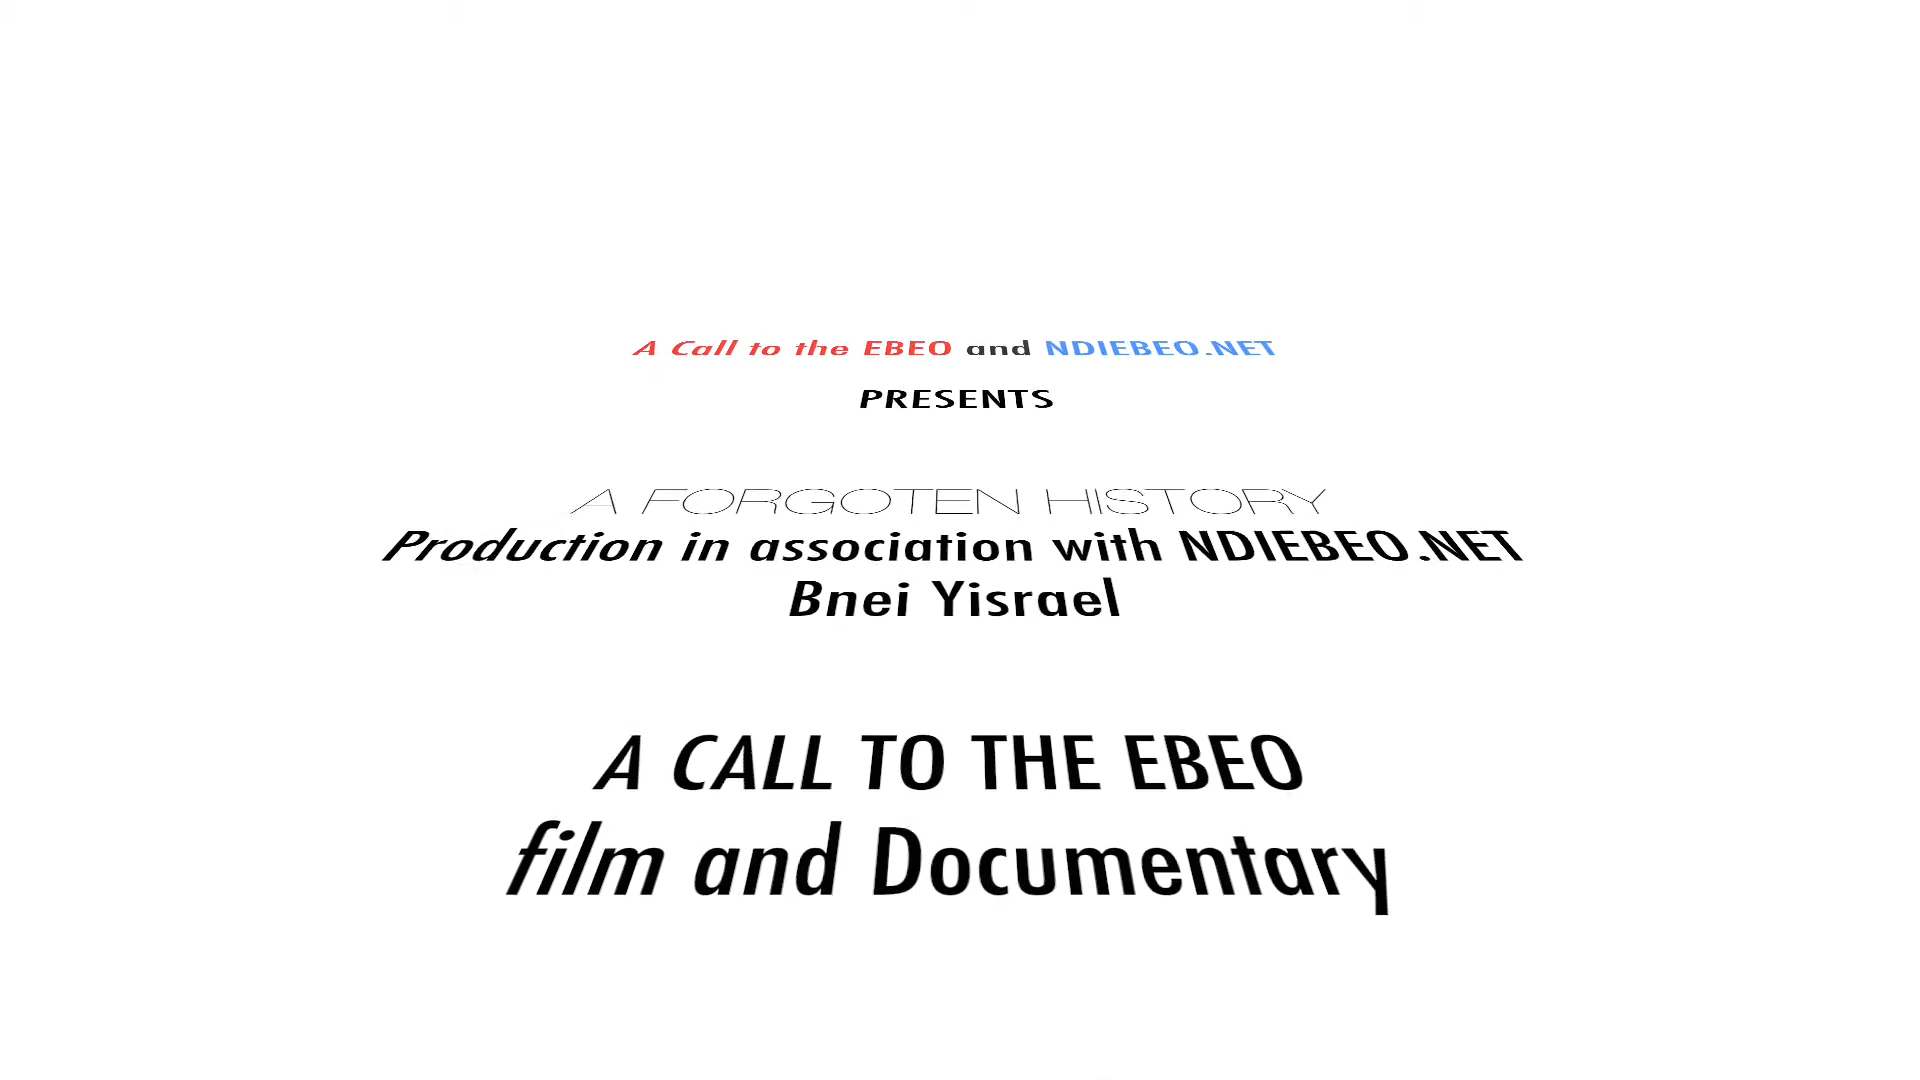 A Call to the EBEO and NDIEBEO.NET
PRESENTS
A FORGOTEN HISTORY
Production in association with NDIEBEO.NET
Bnei Yisrael
A CALL TO THE EBEO
film and Documentary